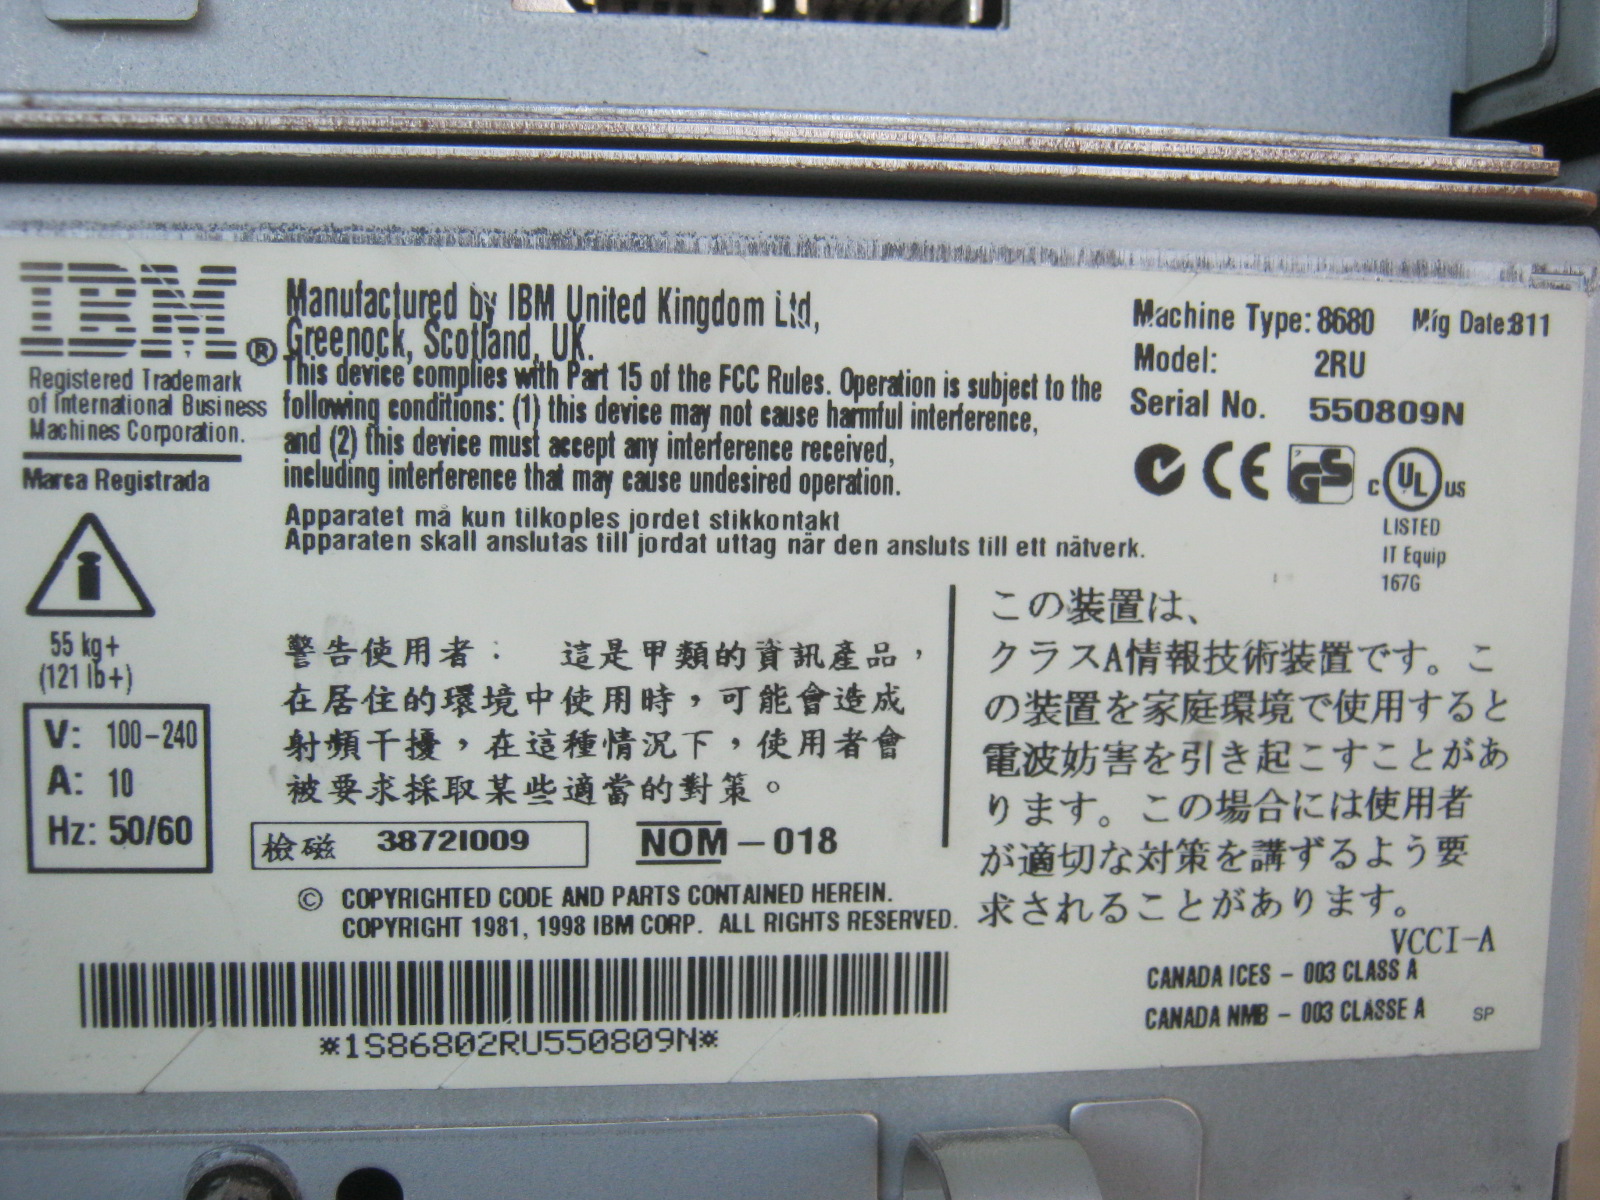 IBM®
Registered Trademark
of International Business
Machines Corporation.
Marca Registrada
55 kg+
(121 lb+)
V: 100-240
A: 10
Hz: 50/60
Manufactured by IBM United Kingdom Ltd,
Greenock, Scotland, UK.
This device complies with Part 15 of the FCC Rules. Operation is subject to the
following conditions: (1) this device may not cause harmful interference,
and (2) this device must accept any interference received,
including interference that may cause undesired operation.
Apparatet må kun tilkoples jordet stikkontakt
Apparaten skall anslutas till jordat uttag när den ansluts till ett nätverk.
Machine Type: 8680 Mfg Date:811
Model: 2RU
Serial No. 550809N
CE GS c UL us
LISTED
IT Equip
167G
警告使用者： 這是甲類的資訊產品，
在居住的環境中使用時，可能會造成
射頻干擾，在這種情況下，使用者會
被要求採取某些適當的對策。
檢磁 3872I009
NOM-018
この装置は、
クラスA情報技術装置です。こ
の装置を家庭環境で使用すると
電波妨害を引き起こすことがあ
ります。この場合には使用者
が適切な対策を講ずるよう要
求されることがあります。
VCCI-A
© COPYRIGHTED CODE AND PARTS CONTAINED HEREIN.
COPYRIGHT 1981, 1998 IBM CORP. ALL RIGHTS RESERVED.
CANADA ICES - 003 CLASS A
CANADA NMB - 003 CLASSE A SP
*1S86802RU550809N*